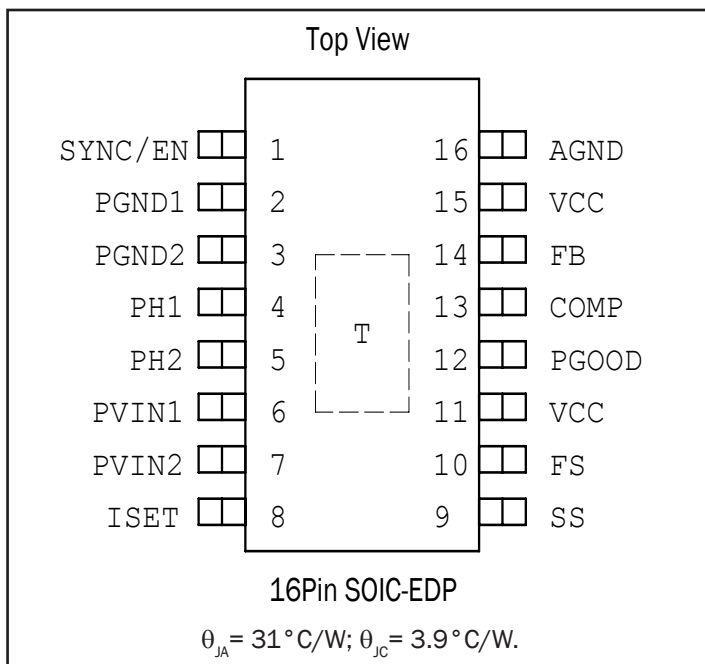 Top View
SYNC/EN 1 16 AGND
PGND1 2 15 VCC
PGND2 3 14 FB
PH1 4 13 COMP
T
PH2 5 12 PGOOD
PVIN1 6 11 VCC
PVIN2 7 10 FS
ISET 8 9 SS
16Pin SOIC-EDP
θJA= 31°C/W; θJC= 3.9°C/W.